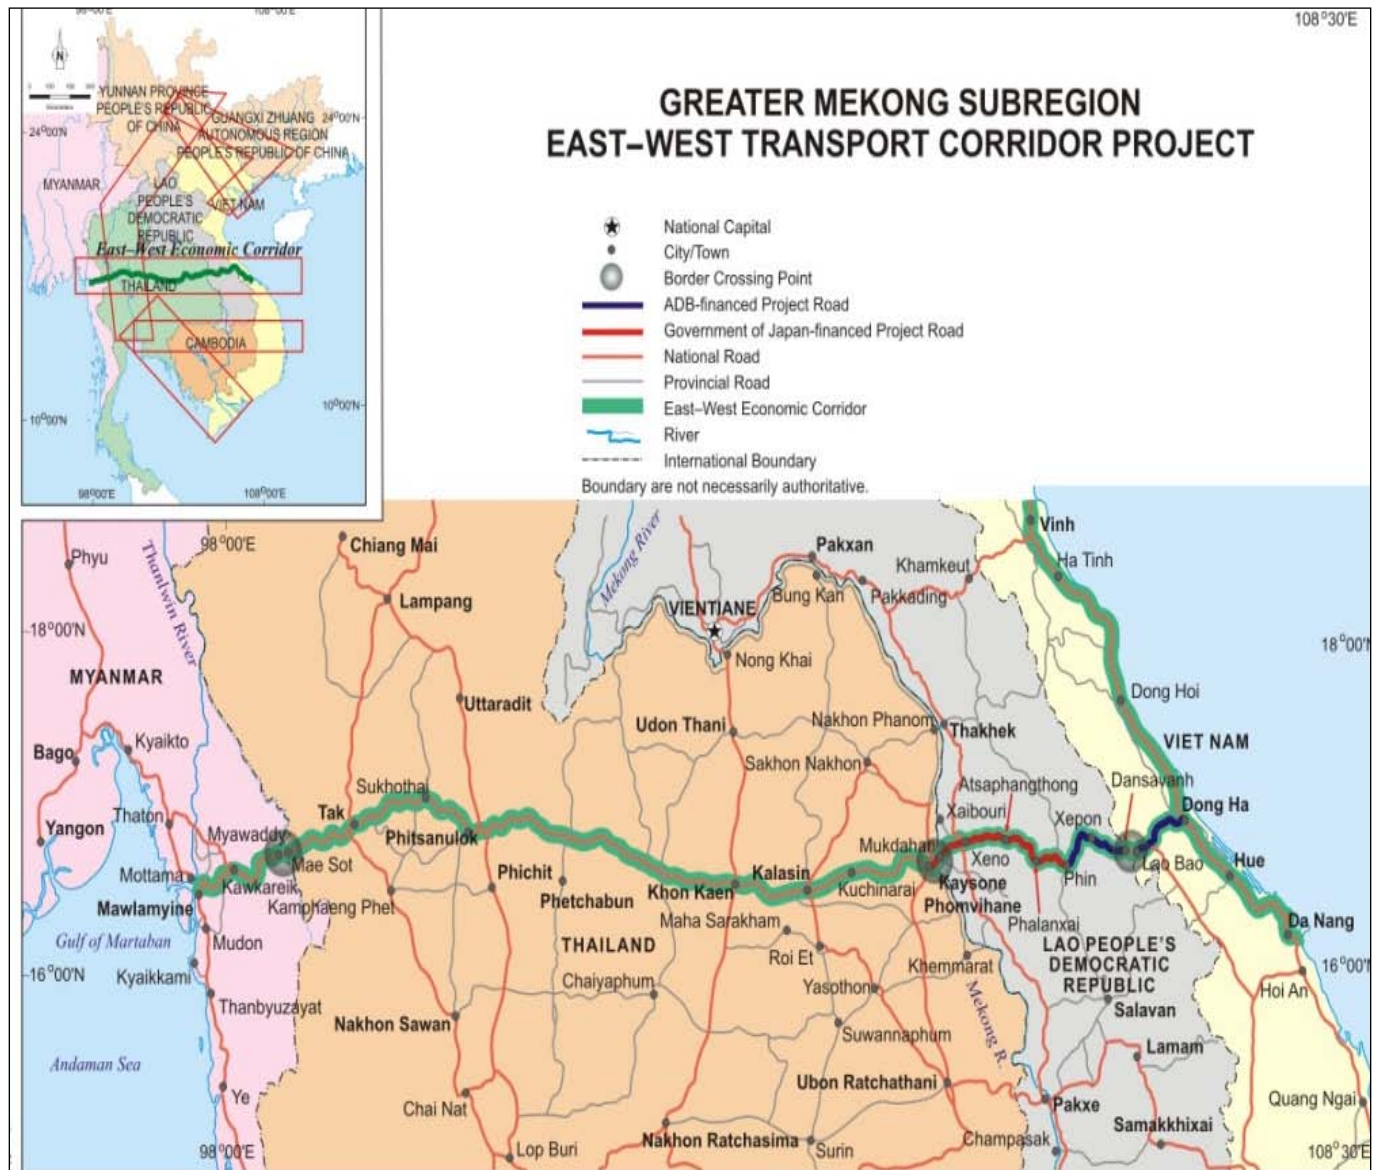 108°30'E
GREATER MEKONG SUBREGION
EAST–WEST TRANSPORT CORRIDOR PROJECT
National Capital
City/Town
Border Crossing Point
ADB-financed Project Road
Government of Japan-financed Project Road
National Road
Provincial Road
East–West Economic Corridor
River
International Boundary
Boundary are not necessarily authoritative.
N
YUNNAN PROVINCE
PEOPLE'S REPUBLIC
OF CHINA
GUANGXI ZHUANG
AUTONOMOUS REGION
PEOPLE'S REPUBLIC OF CHINA
24°00'N
24°00'N
MYANMAR
LAO
PEOPLE'S
DEMOCRATIC
REPUBLIC
VIET NAM
East–West Economic Corridor
THAILAND
CAMBODIA
10°00'N
10°00'N
98°00'E
108°00'E
98°00'E
Phyu
Thanlwin River
Chiang Mai
Lampang
Mekong River
VIENTIANE
Pakxan
Bung Kan
Khamkeut
Pakkading
Vinh
Ha Tinh
18°00'N
18°00'N
MYANMAR
Nong Khai
Uttaradit
Udon Thani
Nakhon Phanom
Thakhek
Dong Hoi
VIET NAM
Bago
Kyaikto
Sakhon Nakhon
Atsaphangthong
Dansavanh
Sukhothai
Tak
Xaibouri
Xepon
Dong Ha
Yangon
Thaton
Myawaddy
Mae Sot
Phitsanulok
Mukdahan
Xeno
Phin
Lao Bao
Hue
Mottama
Kawkareik
Mawlamyine
Kamphaeng Phet
Phichit
Phetchabun
Khon Kaen
Kalasin
Kuchinarai
Kaysone
Phomvihane
Phalanxai
Da Nang
Maha Sarakham
Gulf of Martaban
Mudon
THAILAND
Roi Et
Khemmarat
LAO PEOPLE'S
DEMOCRATIC
REPUBLIC
16°00'N
16°00'N
Kyaikkami
Thanbyuzayat
Chaiyaphum
Yasothon
Mekong R.
Salavan
Hoi An
Nakhon Sawan
Suwannaphum
Lamam
Andaman Sea
Ye
Chai Nat
Ubon Ratchathani
Pakxe
Samakkhixai
Quang Ngai
98°00'E
Lop Buri
Nakhon Ratchasima
Surin
Champasak
108°30'E